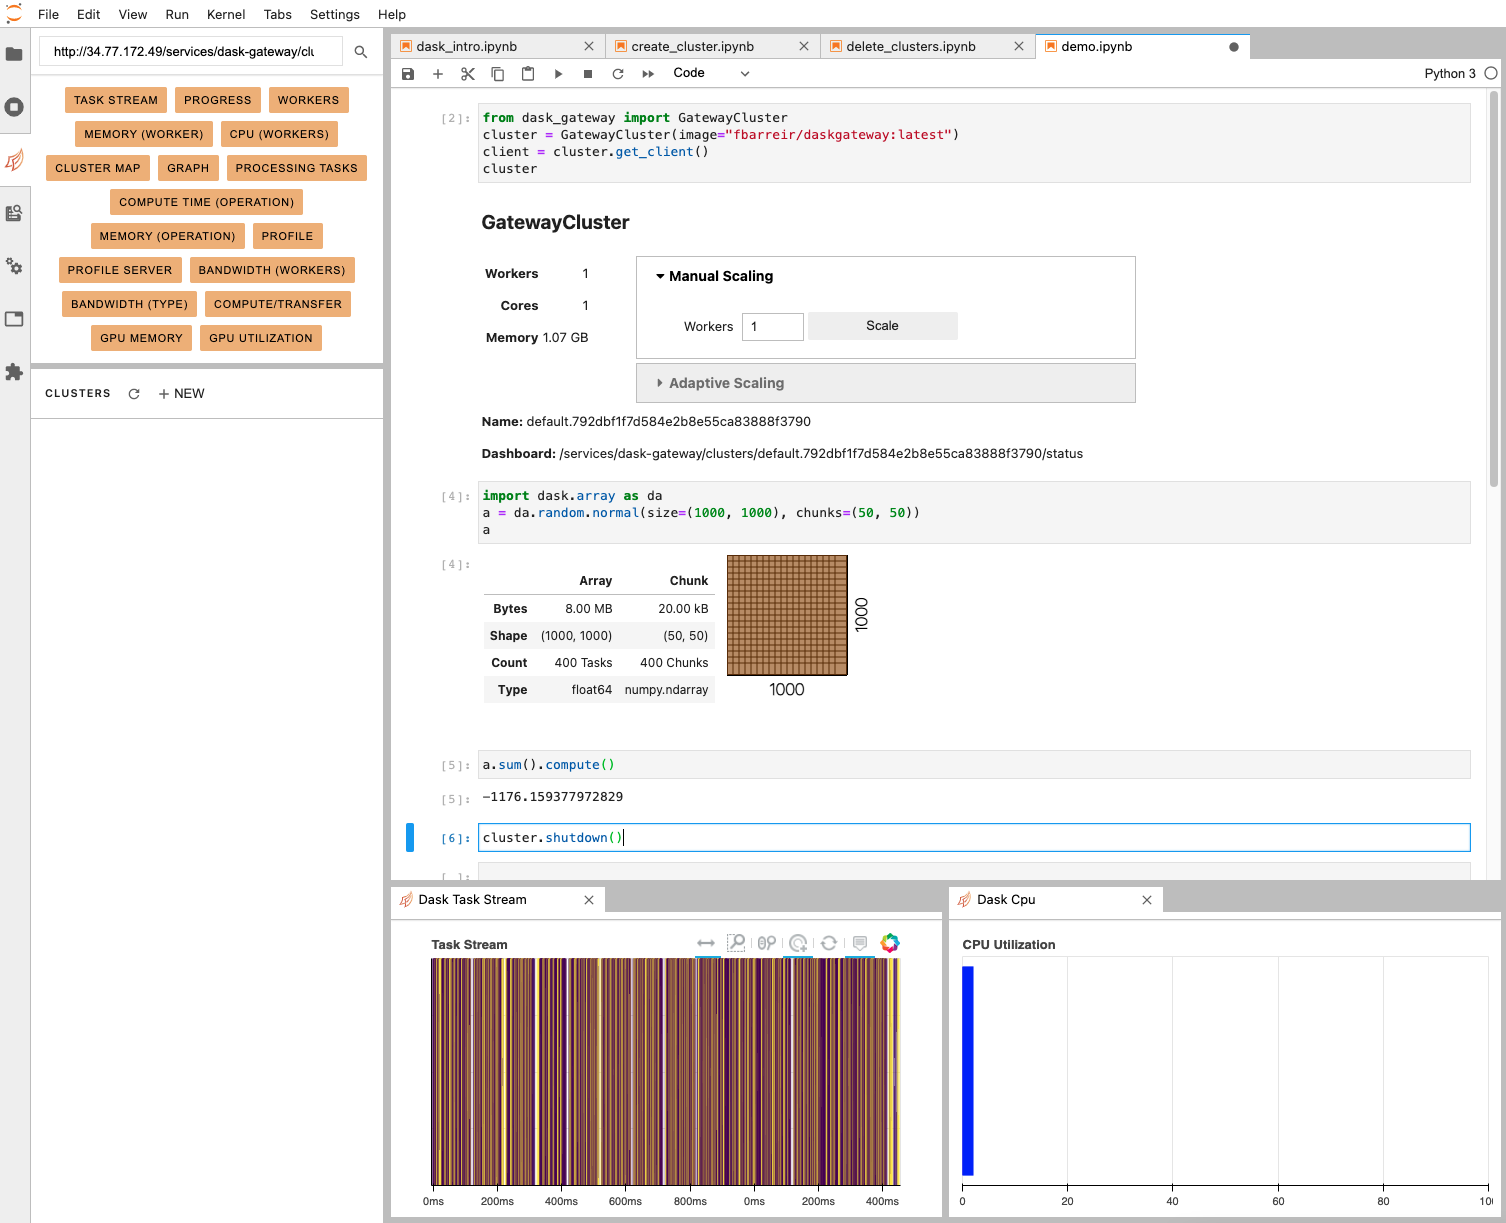 File Edit View Run Kernel Tabs Settings Help
http://34.77.172.49/services/dask-gateway/clu
TASK STREAM PROGRESS WORKERS
MEMORY (WORKER) CPU (WORKERS)
CLUSTER MAP GRAPH PROCESSING TASKS
COMPUTE TIME (OPERATION)
MEMORY (OPERATION) PROFILE
PROFILE SERVER BANDWIDTH (WORKERS)
BANDWIDTH (TYPE) COMPUTE/TRANSFER
GPU MEMORY GPU UTILIZATION
CLUSTERS + NEW
dask_intro.ipynb create_cluster.ipynb delete_clusters.ipynb demo.ipynb
Code Python 3
[2]: from dask_gateway import GatewayCluster
cluster = GatewayCluster(image="fbarreir/daskgateway:latest")
client = cluster.get_client()
cluster
GatewayCluster
Workers 1
Cores 1
Memory 1.07 GB
Manual Scaling
Workers 1 Scale
Adaptive Scaling
Name: default.792dbf1f7d584e2b8e55ca83888f3790
Dashboard: /services/dask-gateway/clusters/default.792dbf1f7d584e2b8e55ca83888f3790/status
[4]: import dask.array as da
a = da.random.normal(size=(1000, 1000), chunks=(50, 50))
a
[4]:
Array Chunk
Bytes 8.00 MB 20.00 kB
Shape (1000, 1000) (50, 50)
Count 400 Tasks 400 Chunks
Type float64 numpy.ndarray
1000
1000
[5]: a.sum().compute()
[5]: -1176.159377972829
[6]: cluster.shutdown()
[ ]:
Dask Task Stream
Task Stream
0ms 200ms 400ms 600ms 800ms 0ms 200ms 400ms
Dask Cpu
CPU Utilization
0 20 40 60 80 10